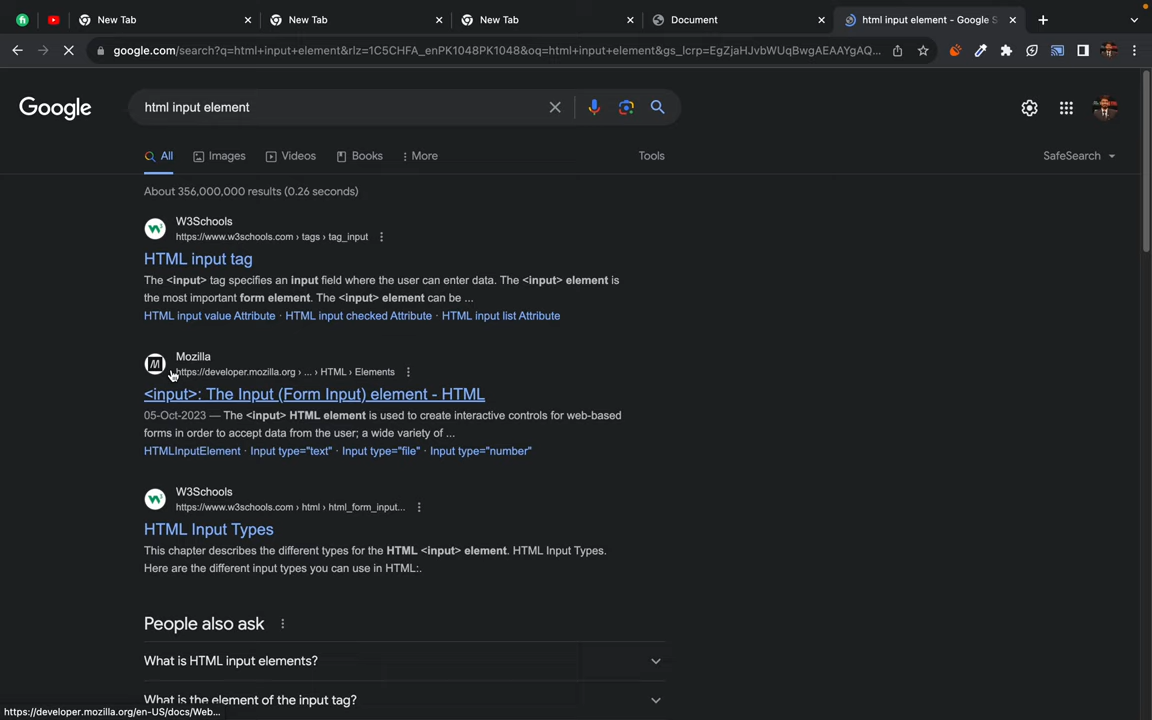 New Tab
New Tab
New Tab
Document
html input element - Google S
google.com/search?q=html+input+element&rlz=1C5CHFA_enPK1048PK1048&oq=html+input+element&gs_lcrp=EgZjaHJvbWUqBwgAEAAYgAQ...
Google
html input element
All
Images
Videos
Books
More
Tools
SafeSearch
About 356,000,000 results (0.26 seconds)
W3Schools
https://www.w3schools.com › tags › tag_input
HTML input tag
The <input> tag specifies an input field where the user can enter data. The <input> element is
the most important form element. The <input> element can be ...
HTML input value Attribute · HTML input checked Attribute · HTML input list Attribute
Mozilla
https://developer.mozilla.org › ... › HTML › Elements
<input>: The Input (Form Input) element - HTML
05-Oct-2023 — The <input> HTML element is used to create interactive controls for web-based
forms in order to accept data from the user; a wide variety of ...
HTMLInputElement · Input type="text" · Input type="file" · Input type="number"
W3Schools
https://www.w3schools.com › html › html_form_input...
HTML Input Types
This chapter describes the different types for the HTML <input> element. HTML Input Types.
Here are the different input types you can use in HTML:.
People also ask
What is HTML input elements?
What is the element of the input tag?
https://developer.mozilla.org/en-US/docs/Web...